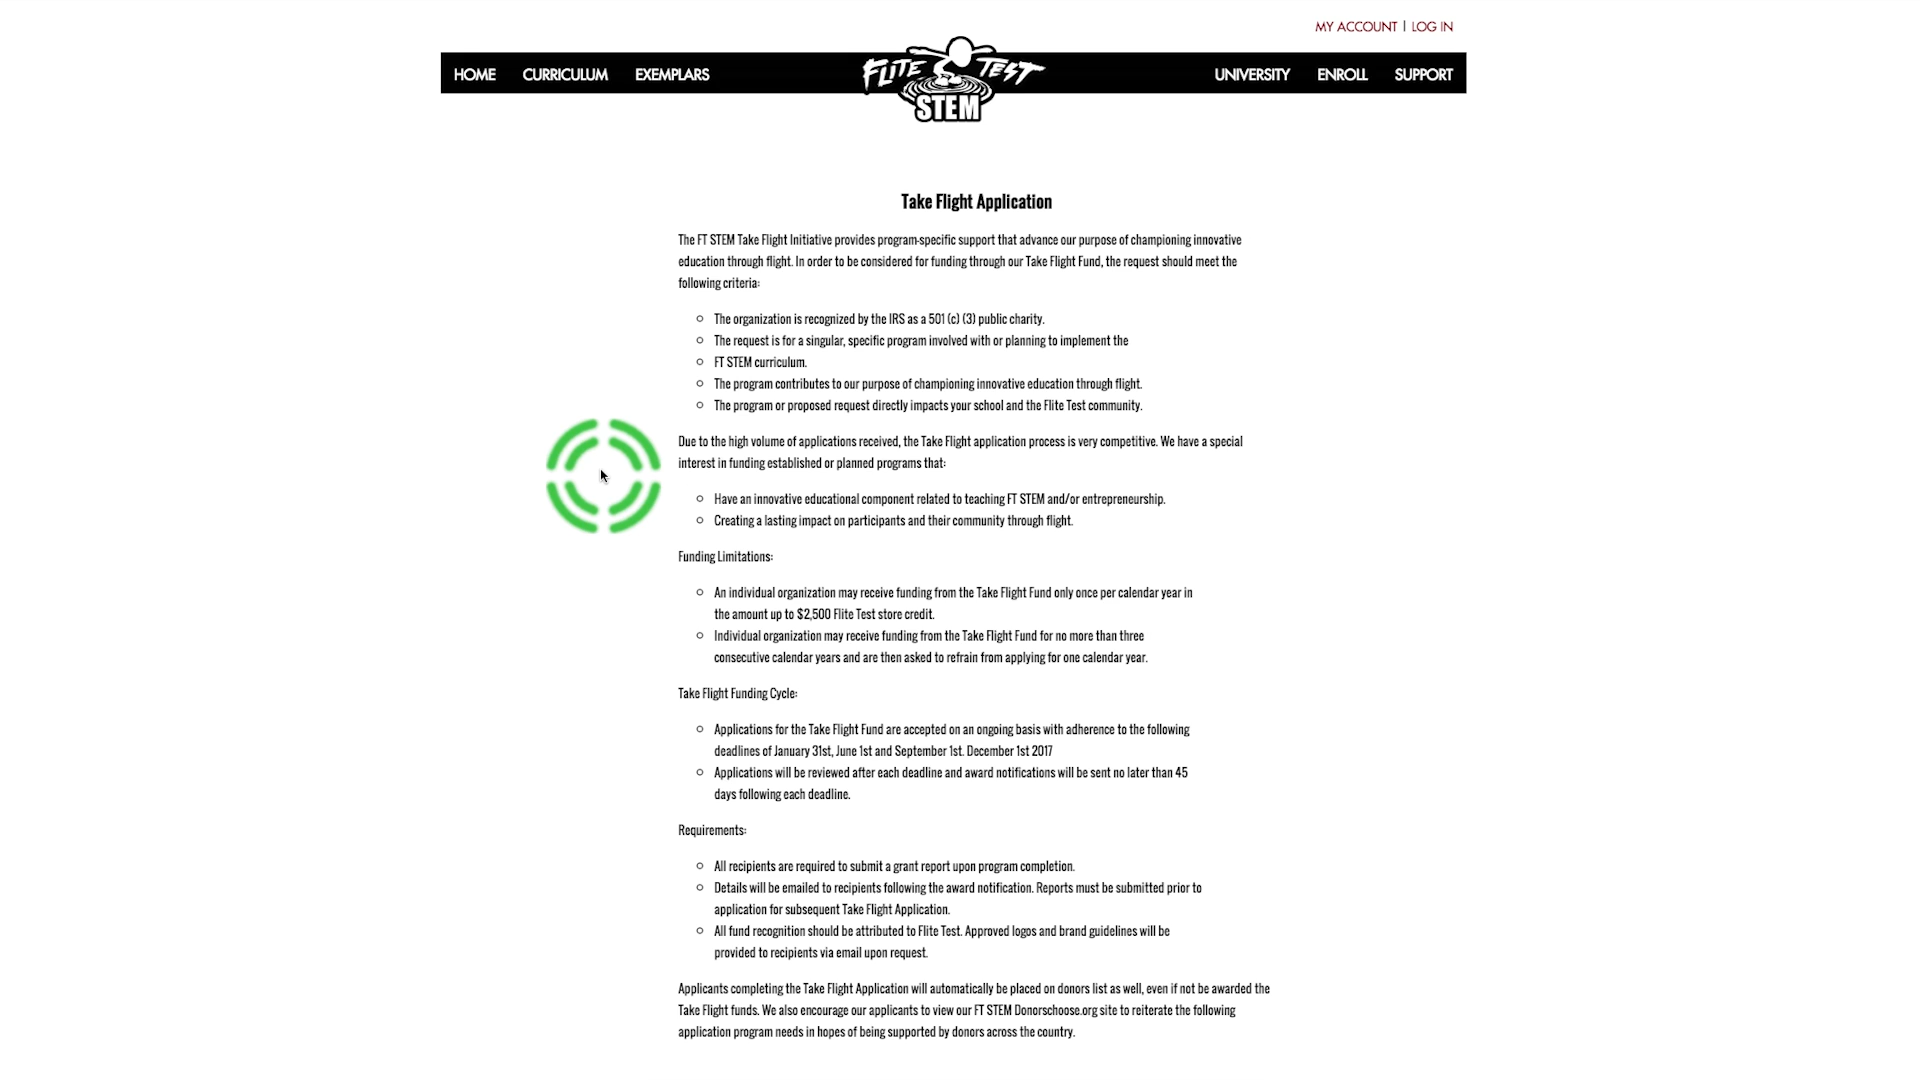 MY ACCOUNT | LOG IN
HOME CURRICULUM EXEMPLARS FLITE TEST STEM UNIVERSITY ENROLL SUPPORT
Take Flight Application
The FT STEM Take Flight Initiative provides program-specific support that advance our purpose of championing innovative
education through flight. In order to be considered for funding through our Take Flight Fund, the request should meet the
following criteria:
The organization is recognized by the IRS as a 501 (c) (3) public charity.
The request is for a singular, specific program involved with or planning to implement the
FT STEM curriculum.
The program contributes to our purpose of championing innovative education through flight.
The program or proposed request directly impacts your school and the Flite Test community.
Due to the high volume of applications received, the Take Flight application process is very competitive. We have a special
interest in funding established or planned programs that:
Have an innovative educational component related to teaching FT STEM and/or entrepreneurship.
Creating a lasting impact on participants and their community through flight.
Funding Limitations:
An individual organization may receive funding from the Take Flight Fund only once per calendar year in
the amount up to $2,500 Flite Test store credit.
Individual organization may receive funding from the Take Flight Fund for no more than three
consecutive calendar years and are then asked to refrain from applying for one calendar year.
Take Flight Funding Cycle:
Applications for the Take Flight Fund are accepted on an ongoing basis with adherence to the following
deadlines of January 31st, June 1st and September 1st. December 1st 2017
Applications will be reviewed after each deadline and award notifications will be sent no later than 45
days following each deadline.
Requirements:
All recipients are required to submit a grant report upon program completion.
Details will be emailed to recipients following the award notification. Reports must be submitted prior to
application for subsequent Take Flight Application.
All fund recognition should be attributed to Flite Test. Approved logos and brand guidelines will be
provided to recipients via email upon request.
Applicants completing the Take Flight Application will automatically be placed on donors list as well, even if not be awarded the
Take Flight funds. We also encourage our applicants to view our FT STEM Donorschoose.org site to reiterate the following
application program needs in hopes of being supported by donors across the country.